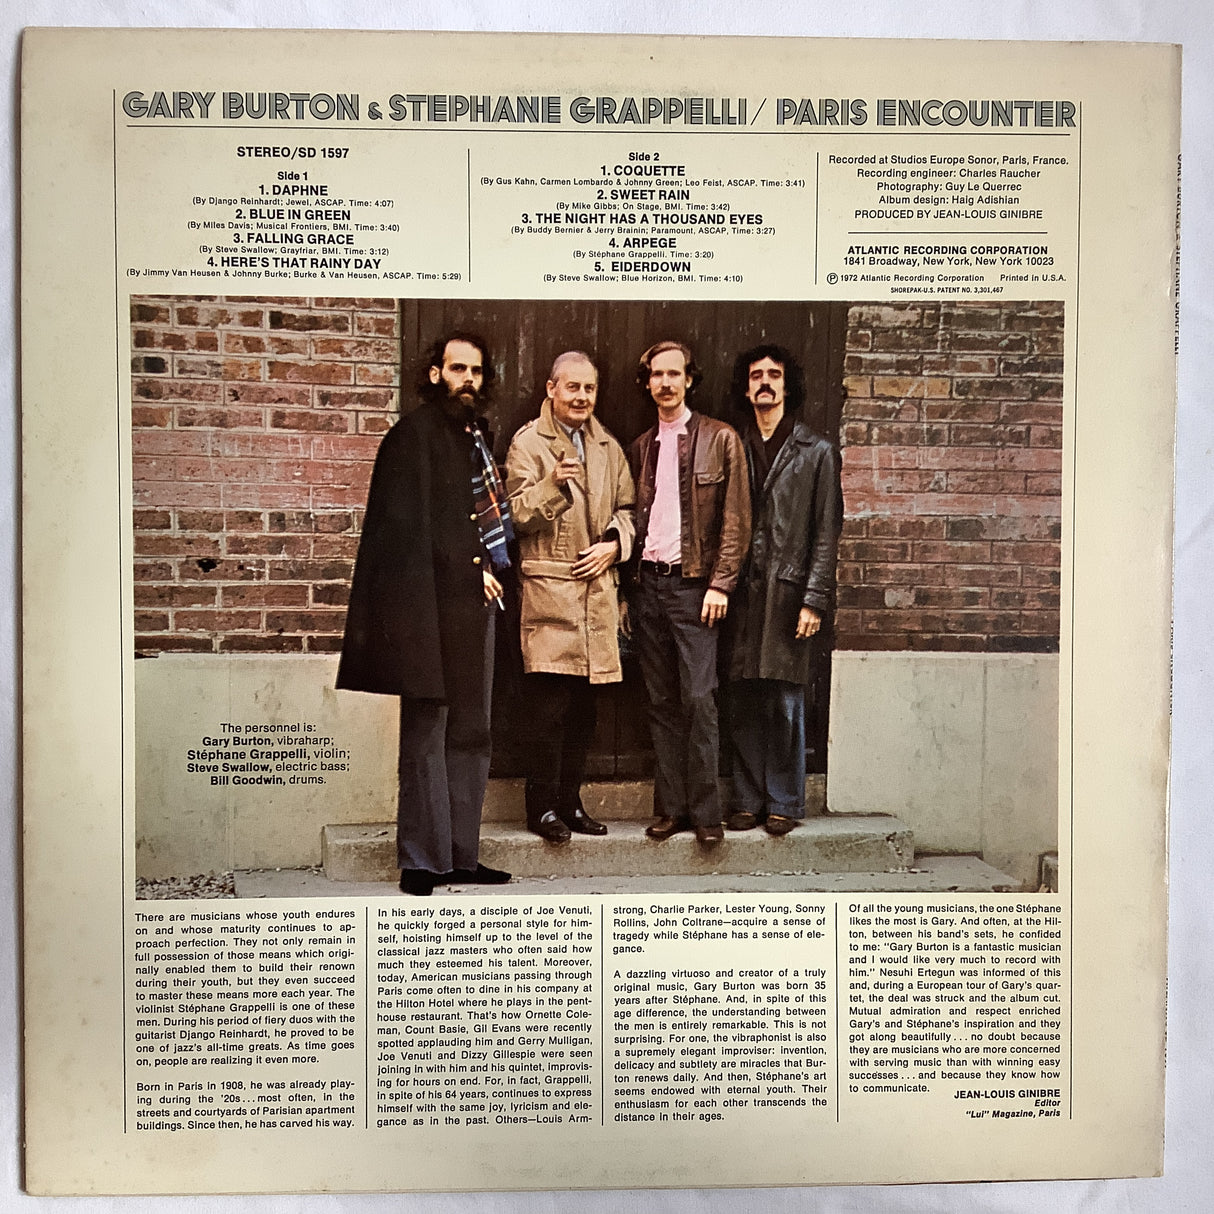 GARY BURTON & STEPHANE GRAPPELLI/ PARIS ENCOUNTER
STEREO/SD 1597
Side 1
1. DAPHNE
(By Django Reinhardt; Jewel, ASCAP. Time: 4:07)
2. BLUE IN GREEN
(By Miles Davis; Musical Frontiers, BMI. Time: 3:40)
3. FALLING GRACE
(By Steve Swallow; Grayfriar, BMI. Time: 3:12)
4. HERE'S THAT RAINY DAY
(By Jimmy Van Heusen & Johnny Burke; Burke & Van Heusen, ASCAP. Time: 5:29)
Side 2
1. COQUETTE
(By Gus Kahn, Carmen Lombardo & Johnny Green; Leo Feist, ASCAP. Time: 3:41)
2. SWEET RAIN
(By Mike Gibbs; On Stage, BMI. Time: 3:42)
3. THE NIGHT HAS A THOUSAND EYES
(By Buddy Bernier & Jerry Brainin; Paramount, ASCAP, Time: 3:27)
4. ARPEGE
(By Stéphane Grappelli. Time: 3:20)
5. EIDERDOWN
(By Steve Swallow; Blue Horizon, BMI. Time: 4:10)
Recorded at Studios Europe Sonor, Paris, France.
Recording engineer: Charles Raucher
Photography: Guy Le Querrec
Album design: Haig Adishian
PRODUCED BY JEAN-LOUIS GINIBRE
ATLANTIC RECORDING CORPORATION
1841 Broadway, New York, New York 10023
Ⓟ 1972 Atlantic Recording Corporation Printed in U.S.A.
SHOREPAK-U.S. PATENT NO. 3,301,467
The personnel is:
Gary Burton, vibraharp;
Stéphane Grappelli, violin;
Steve Swallow, electric bass;
Bill Goodwin, drums.
There are musicians whose youth endures
on and whose maturity continues to ap-
proach perfection. They not only remain in
full possession of those means which origi-
nally enabled them to build their renown
during their youth, but they even succeed
to master these means more each year. The
violinist Stéphane Grappelli is one of these
men. During his period of fiery duos with the
guitarist Django Reinhardt, he proved to be
one of jazz's all-time greats. As time goes
on, people are realizing it even more.
Born in Paris in 1908, he was already play-
ing during the '20s...most often, in the
streets and courtyards of Parisian apartment
buildings. Since then, he has carved his way.
In his early days, a disciple of Joe Venuti,
he quickly forged a personal style for him-
self, hoisting himself up to the level of the
classical jazz masters who often said how
much they esteemed his talent. Moreover,
today, American musicians passing through
Paris come often to dine in his company at
the Hilton Hotel where he plays in the pent-
house restaurant. That's how Ornette Cole-
man, Count Basie, Gil Evans were recently
spotted applauding him and Gerry Mulligan,
Joe Venuti and Dizzy Gillespie were seen
joining in with him and his quintet, improvis-
ing for hours on end. For, in fact, Grappelli,
in spite of his 64 years, continues to express
himself with the same joy, lyricism and ele-
gance as in the past. Others—Louis Arm-
strong, Charlie Parker, Lester Young, Sonny
Rollins, John Coltrane—acquire a sense of
tragedy while Stéphane has a sense of ele-
gance.
A dazzling virtuoso and creator of a truly
original music, Gary Burton was born 35
years after Stéphane. And, in spite of this
age difference, the understanding between
the men is entirely remarkable. This is not
surprising. For one, the vibraphonist is also
a supremely elegant improviser: invention,
delicacy and subtlety are miracles that Bur-
ton renews daily. And then, Stéphane's art
seems endowed with eternal youth. Their
enthusiasm for each other transcends the
distance in their ages.
Of all the young musicians, the one Stéphane
likes the most is Gary. And often, at the Hil-
ton, between his band's sets, he confided
to me: "Gary Burton is a fantastic musician
and I would like very much to record with
him." Nesuhi Ertegun was informed of this
and, during a European tour of Gary's quar-
tet, the deal was struck and the album cut.
Mutual admiration and respect enriched
Gary's and Stéphane's inspiration and they
got along beautifully...no doubt because
they are musicians who are more concerned
with serving music than with winning easy
successes...and because they know how
to communicate.
JEAN-LOUIS GINIBRE
Editor
"Lui" Magazine, Paris